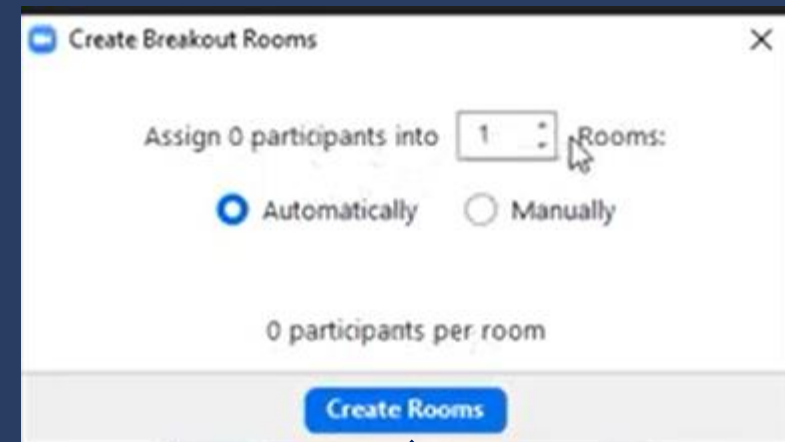 Create Breakout Rooms
Assign 0 participants into 1 Rooms:
Automatically Manually
0 participants per room
Create Rooms